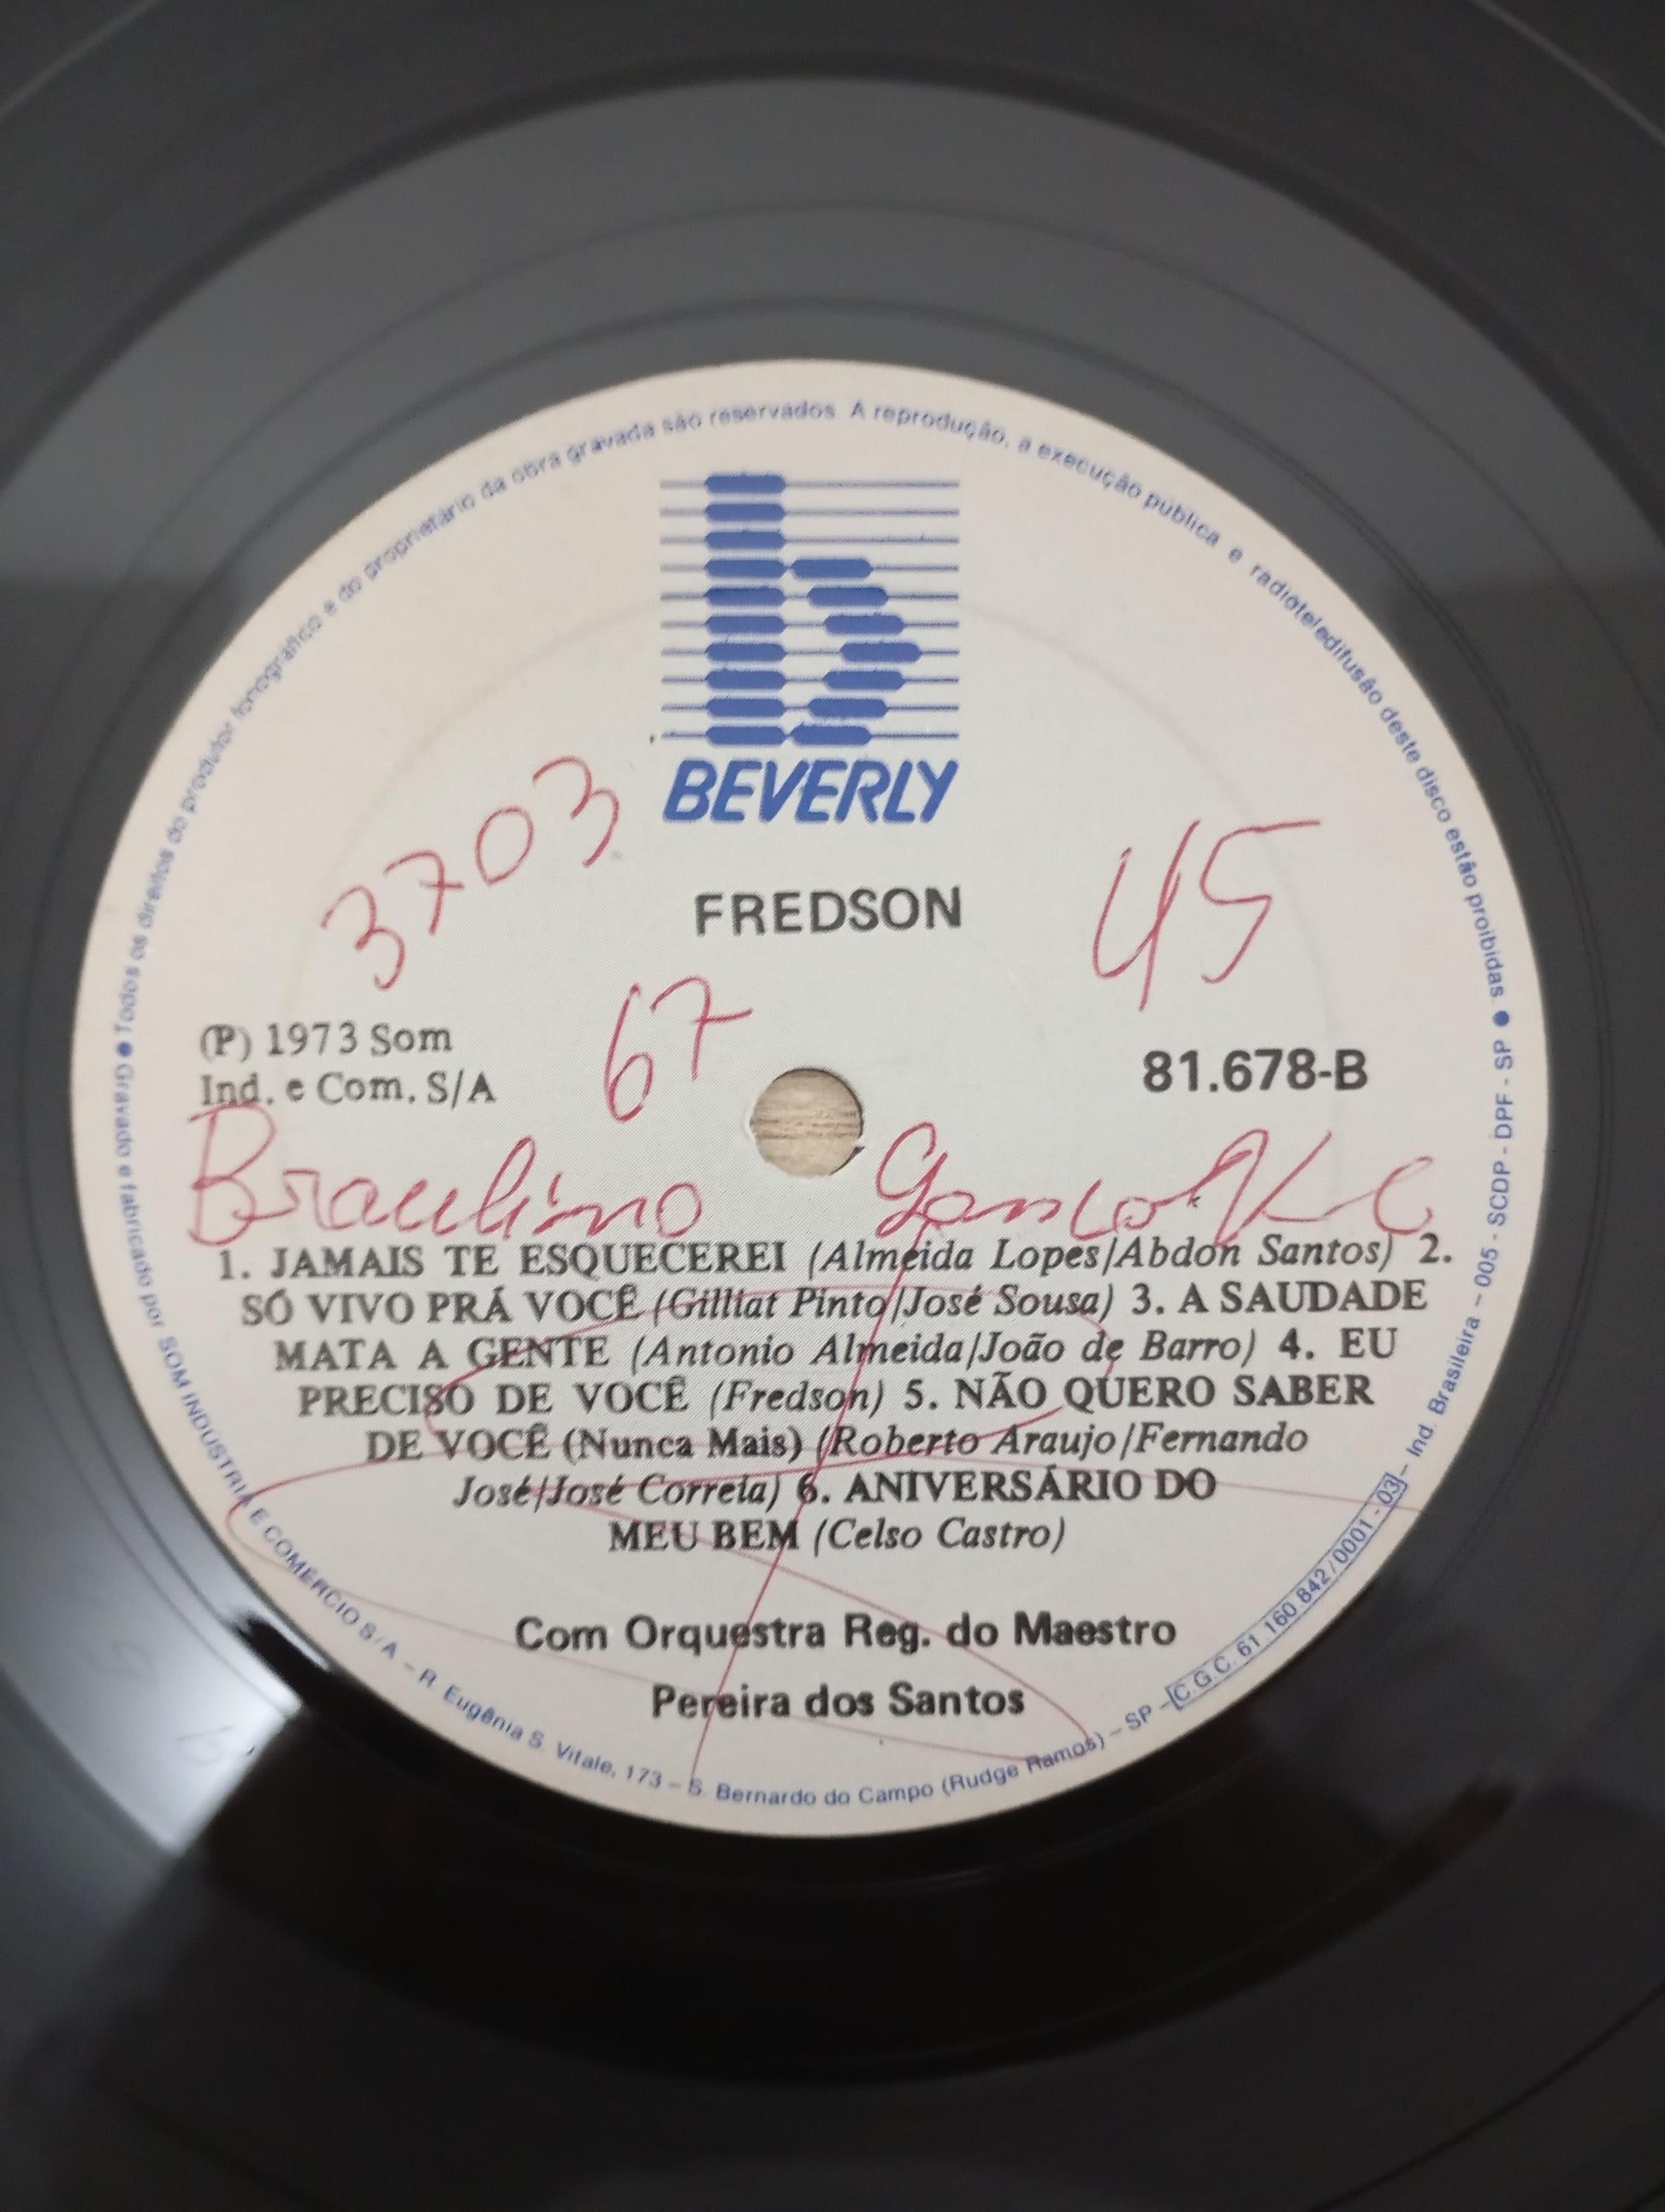 ● Todos os direitos do produtor fonográfico e do proprietário da obra gravada são reservados. A reprodução, a execução pública e radioteledifusão deste disco estão proibidas ●
BEVERLY
3703
45
FREDSON
67
(P) 1973 Som
Ind. e Com. S/A
81.678-B
Braulino
1. JAMAIS TE ESQUECEREI (Almeida Lopes/Abdon Santos) 2.
SÓ VIVO PRÁ VOCÊ (Gilliat Pinto/José Sousa) 3. A SAUDADE
MATA A GENTE (Antonio Almeida/João de Barro) 4. EU
PRECISO DE VOCÊ (Fredson) 5. NÃO QUERO SABER
DE VOCÊ (Nunca Mais) (Roberto Araujo/Fernando
José/José Correia) 6. ANIVERSÁRIO DO
MEU BEM (Celso Castro)
Com Orquestra Reg. do Maestro
Pereira dos Santos
● Gravado e fabricado por SOM INDUSTRIA E COMERCIO S/A - R. Eugênia S. Vitale, 173 - S. Bernardo do Campo (Rudge Ramos) - SP - C.G.C. 61.160.842/0001-03 - Ind. Brasileira - 005 - SCDP - DPF - SP